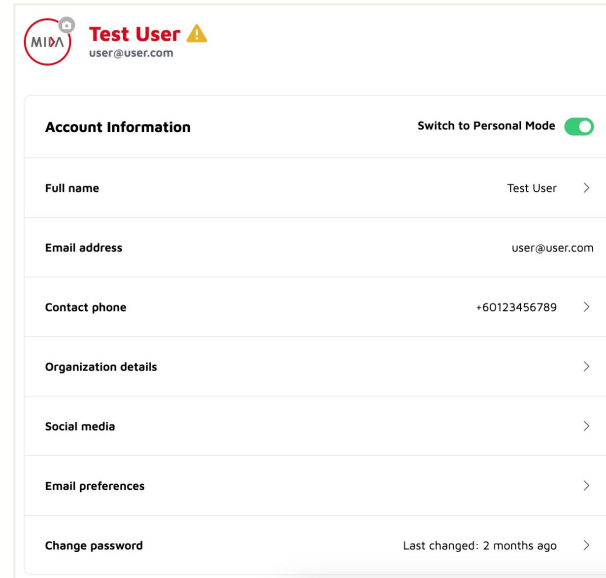 MIDA
Test User
user@user.com
Account Information
Switch to Personal Mode
Full name
Test User
Email address
user@user.com
Contact phone
+60123456789
Organization details
Social media
Email preferences
Change password
Last changed: 2 months ago